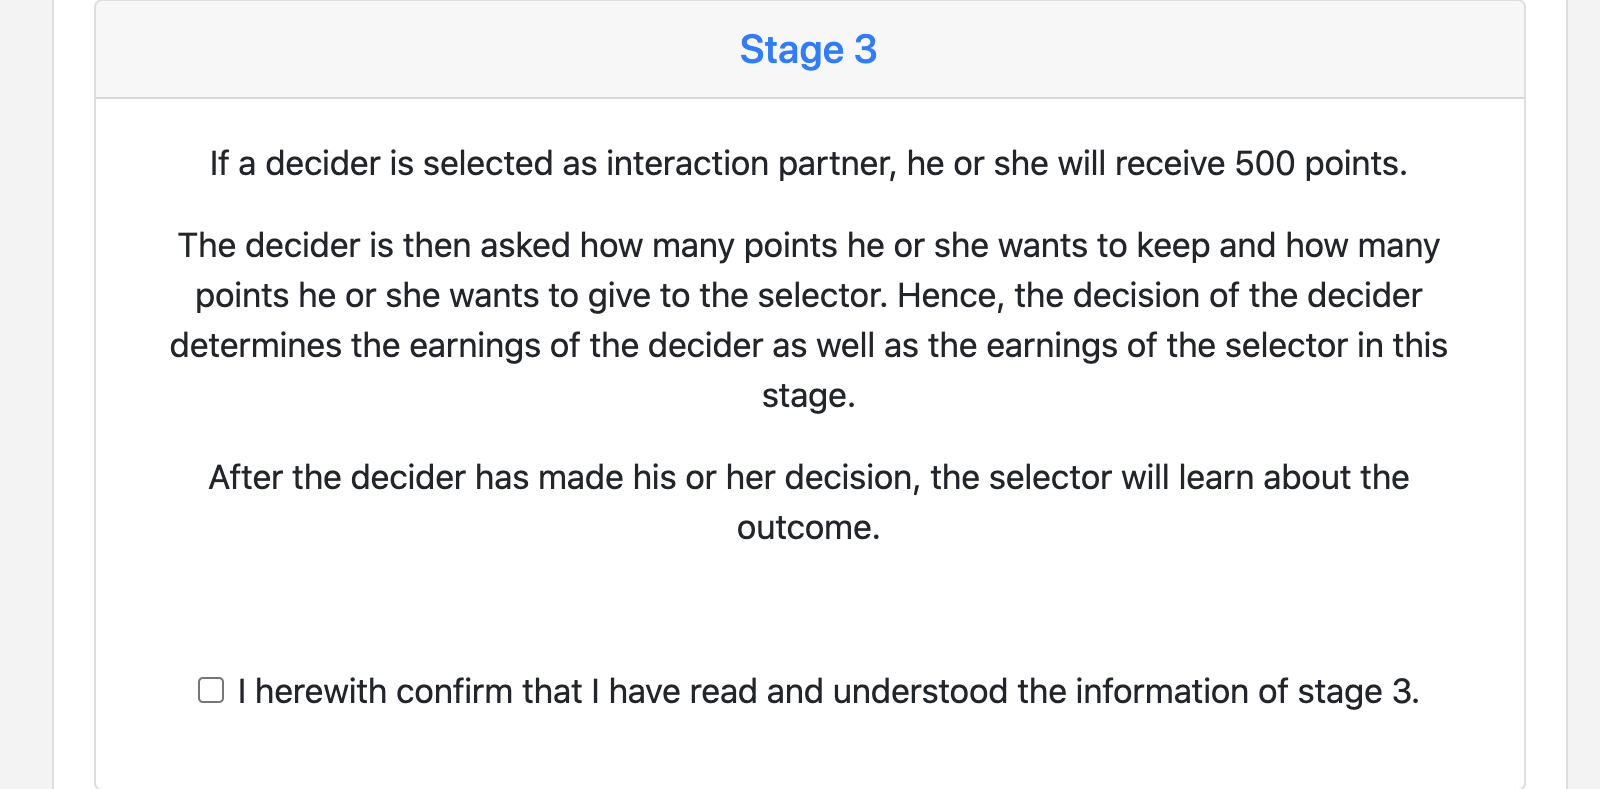 Stage 3
If a decider is selected as interaction partner, he or she will receive 500 points.
The decider is then asked how many points he or she wants to keep and how many
points he or she wants to give to the selector. Hence, the decision of the decider
determines the earnings of the decider as well as the earnings of the selector in this
stage.
After the decider has made his or her decision, the selector will learn about the
outcome.
I herewith confirm that I have read and understood the information of stage 3.